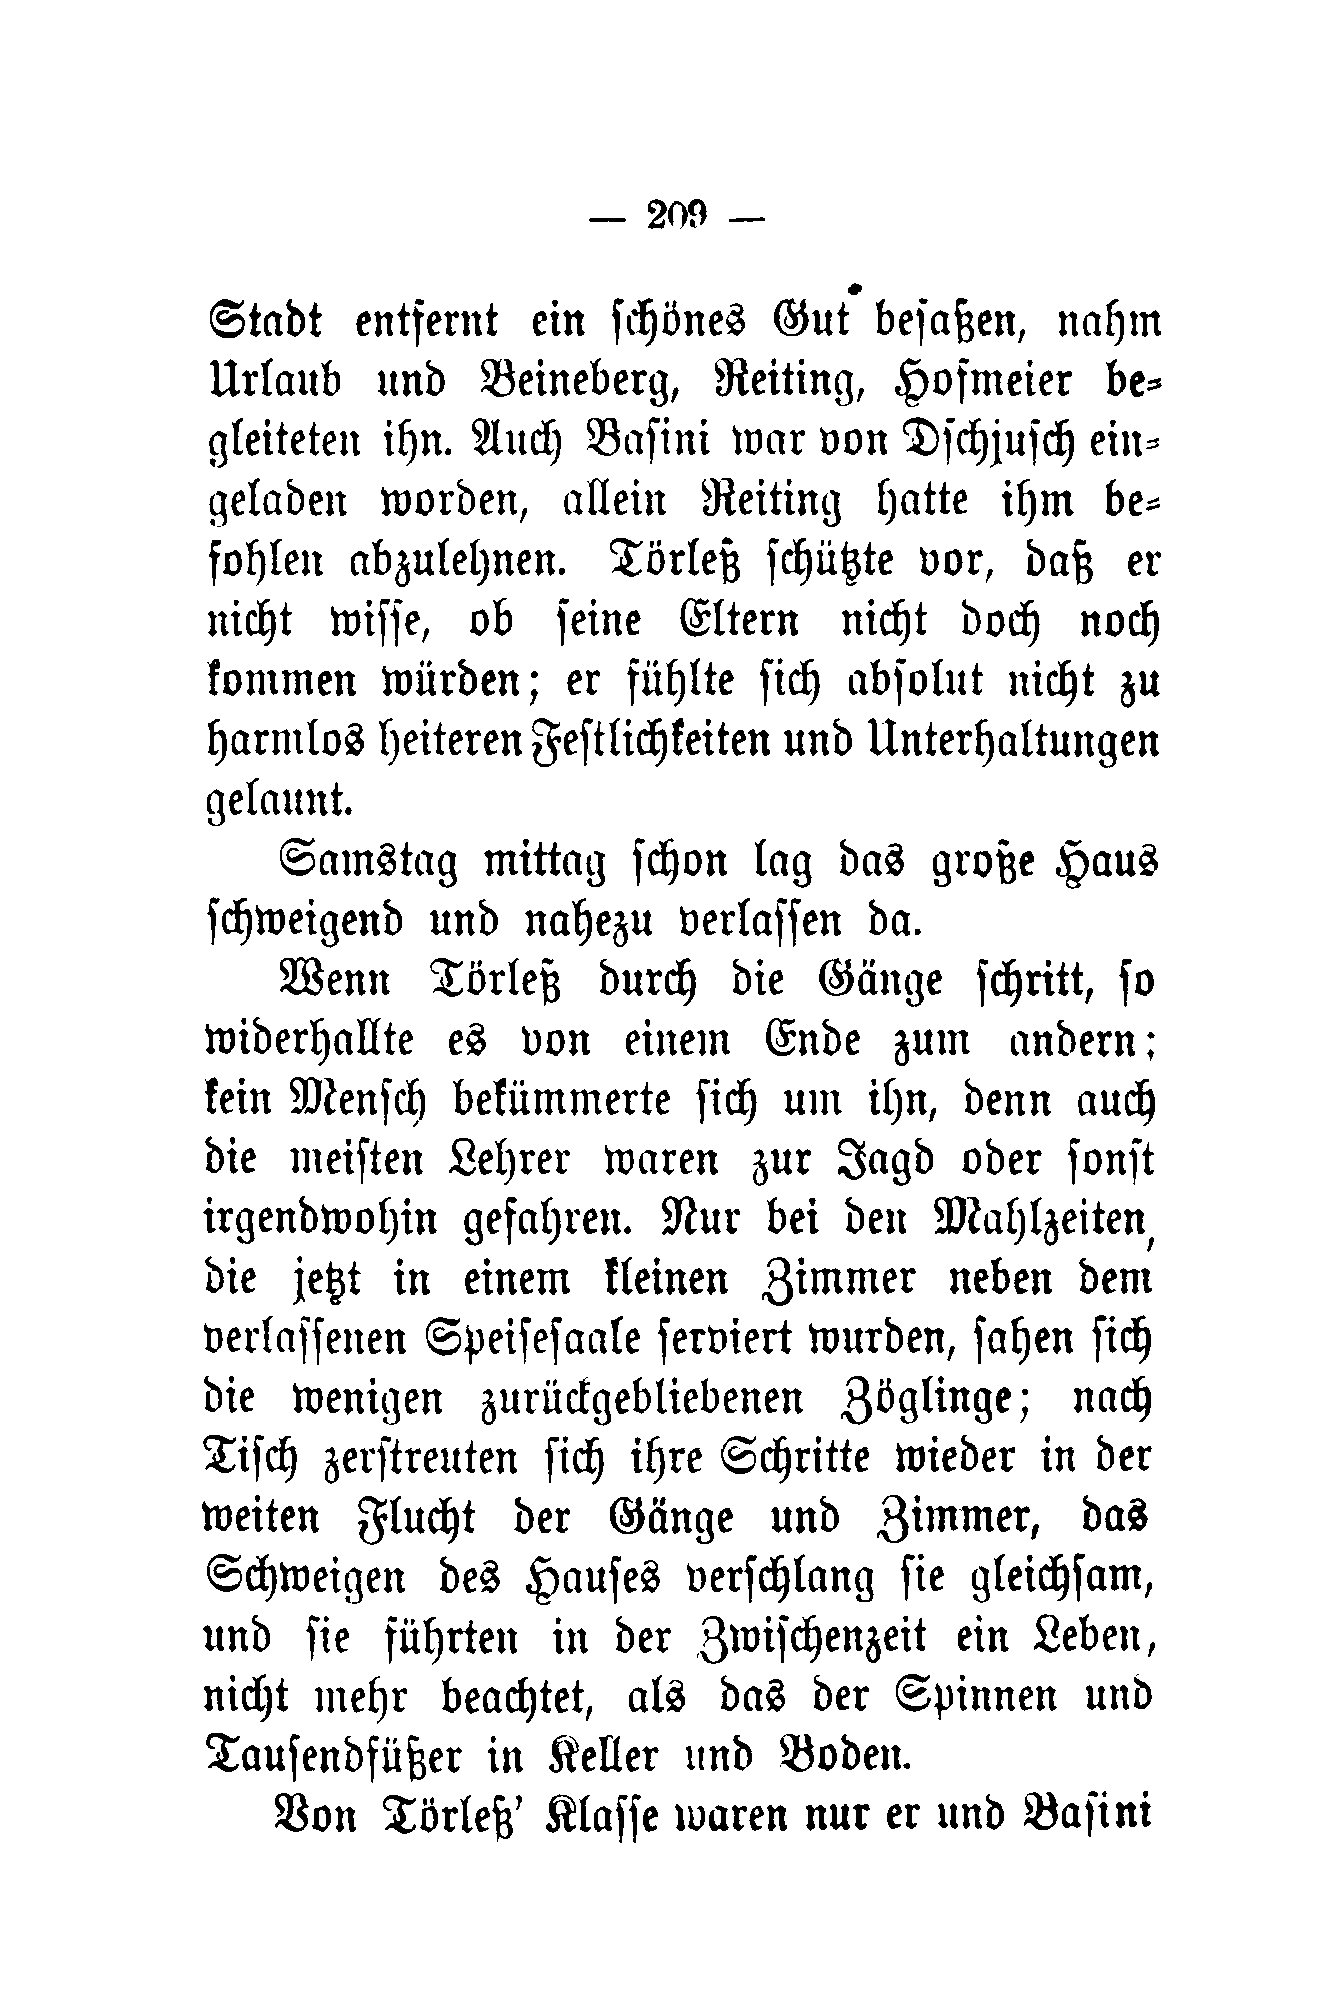 — 209 —
Stadt entfernt ein schönes Gut besaßen, nahm
Urlaub und Beineberg, Reiting, Hofmeier be-
gleiteten ihn. Auch Basini war von Dschjusch ein-
geladen worden, allein Reiting hatte ihm be-
fohlen abzulehnen. Törleß schützte vor, daß er
nicht wisse, ob seine Eltern nicht doch noch
kommen würden; er fühlte sich absolut nicht zu
harmlos heiteren Festlichkeiten und Unterhaltungen
gelaunt.
Samstag mittag schon lag das große Haus
schweigend und nahezu verlassen da.
Wenn Törleß durch die Gänge schritt, so
widerhallte es von einem Ende zum andern;
kein Mensch bekümmerte sich um ihn, denn auch
die meisten Lehrer waren zur Jagd oder sonst
irgendwohin gefahren. Nur bei den Mahlzeiten,
die jetzt in einem kleinen Zimmer neben dem
verlassenen Speisesaale serviert wurden, sahen sich
die wenigen zurückgebliebenen Zöglinge; nach
Tisch zerstreuten sich ihre Schritte wieder in der
weiten Flucht der Gänge und Zimmer, das
Schweigen des Hauses verschlang sie gleichsam,
und sie führten in der Zwischenzeit ein Leben,
nicht mehr beachtet, als das der Spinnen und
Tausendfüßer in Keller und Boden.
Von Törleß' Klasse waren nur er und Basini